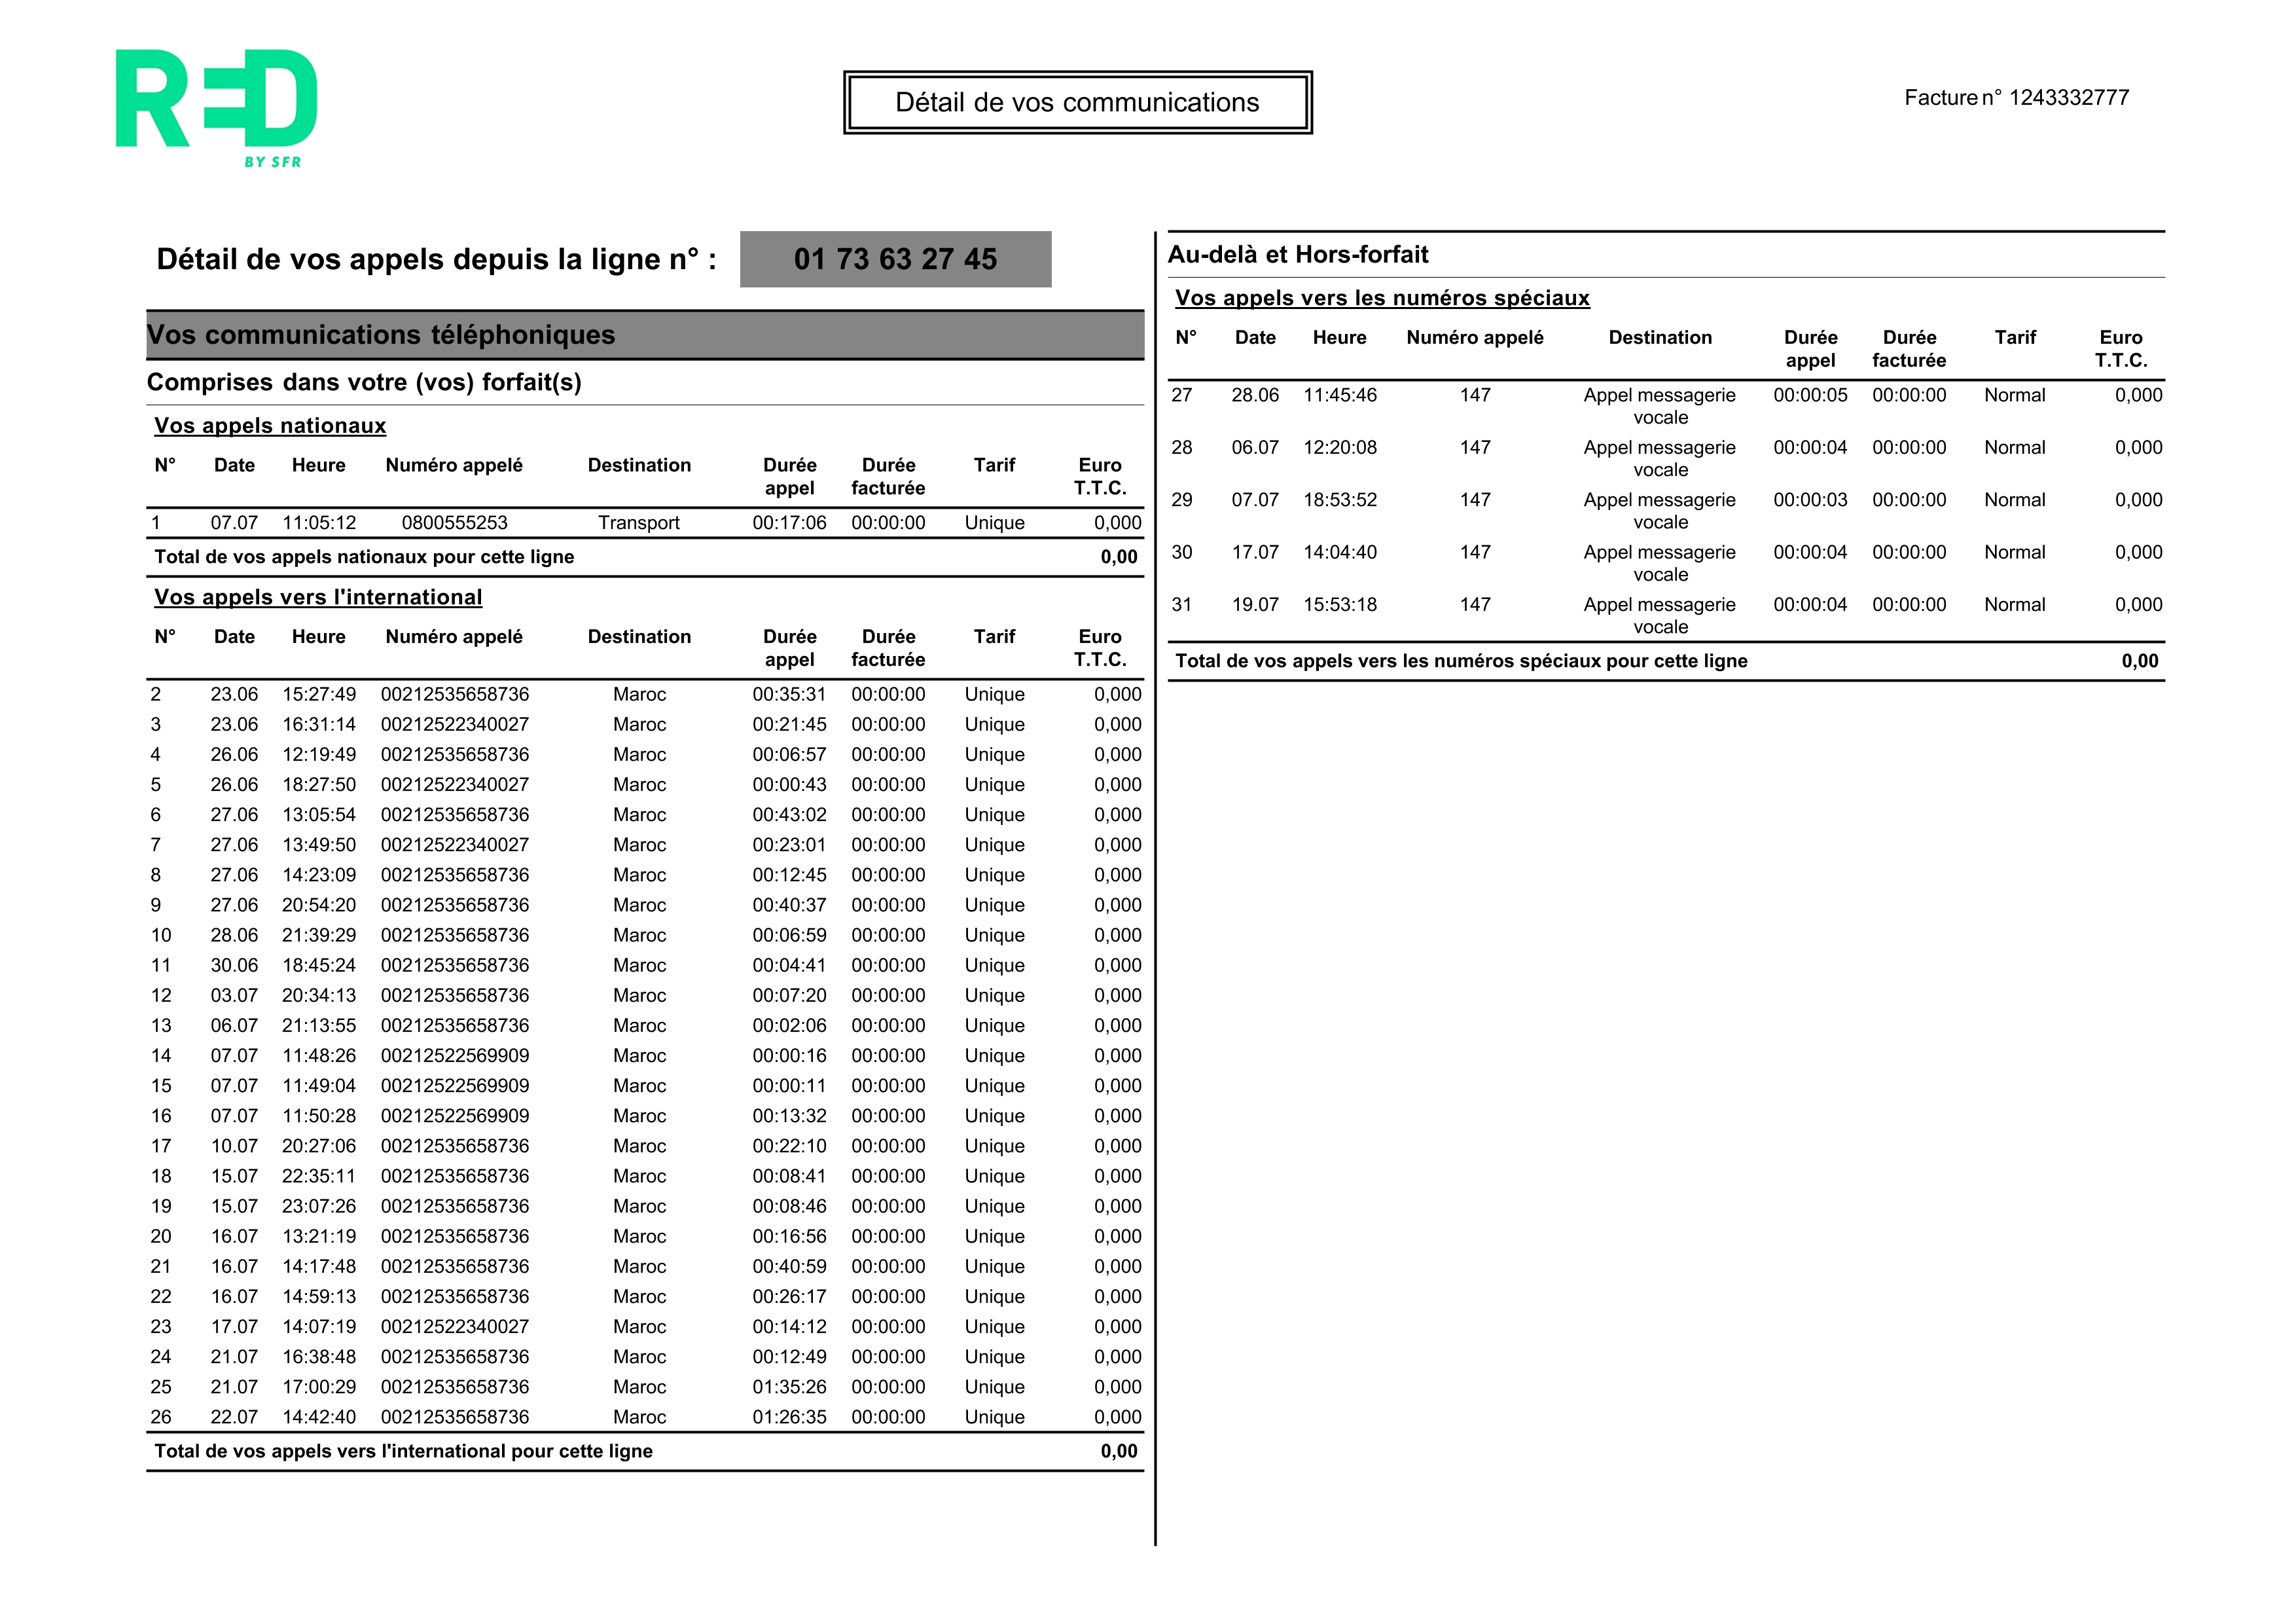 RED
BY SFR
Détail de vos communications
Facture n° 1243332777
Détail de vos appels depuis la ligne n° : 01 73 63 27 45
Vos communications téléphoniques
Comprises dans votre (vos) forfait(s)
Vos appels nationaux
N° Date Heure Numéro appelé Destination Durée appel Durée facturée Tarif Euro T.T.C.
1 07.07 11:05:12 0800555253 Transport 00:17:06 00:00:00 Unique 0,000
Total de vos appels nationaux pour cette ligne 0,00
Vos appels vers l'international
N° Date Heure Numéro appelé Destination Durée appel Durée facturée Tarif Euro T.T.C.
2 23.06 15:27:49 00212535658736 Maroc 00:35:31 00:00:00 Unique 0,000
3 23.06 16:31:14 00212522340027 Maroc 00:21:45 00:00:00 Unique 0,000
4 26.06 12:19:49 00212535658736 Maroc 00:06:57 00:00:00 Unique 0,000
5 26.06 18:27:50 00212522340027 Maroc 00:00:43 00:00:00 Unique 0,000
6 27.06 13:05:54 00212535658736 Maroc 00:43:02 00:00:00 Unique 0,000
7 27.06 13:49:50 00212522340027 Maroc 00:23:01 00:00:00 Unique 0,000
8 27.06 14:23:09 00212535658736 Maroc 00:12:45 00:00:00 Unique 0,000
9 27.06 20:54:20 00212535658736 Maroc 00:40:37 00:00:00 Unique 0,000
10 28.06 21:39:29 00212535658736 Maroc 00:06:59 00:00:00 Unique 0,000
11 30.06 18:45:24 00212535658736 Maroc 00:04:41 00:00:00 Unique 0,000
12 03.07 20:34:13 00212535658736 Maroc 00:07:20 00:00:00 Unique 0,000
13 06.07 21:13:55 00212535658736 Maroc 00:02:06 00:00:00 Unique 0,000
14 07.07 11:48:26 00212522569909 Maroc 00:00:16 00:00:00 Unique 0,000
15 07.07 11:49:04 00212522569909 Maroc 00:00:11 00:00:00 Unique 0,000
16 07.07 11:50:28 00212522569909 Maroc 00:13:32 00:00:00 Unique 0,000
17 10.07 20:27:06 00212535658736 Maroc 00:22:10 00:00:00 Unique 0,000
18 15.07 22:35:11 00212535658736 Maroc 00:08:41 00:00:00 Unique 0,000
19 15.07 23:07:26 00212535658736 Maroc 00:08:46 00:00:00 Unique 0,000
20 16.07 13:21:19 00212535658736 Maroc 00:16:56 00:00:00 Unique 0,000
21 16.07 14:17:48 00212535658736 Maroc 00:40:59 00:00:00 Unique 0,000
22 16.07 14:59:13 00212535658736 Maroc 00:26:17 00:00:00 Unique 0,000
23 17.07 14:07:19 00212522340027 Maroc 00:14:12 00:00:00 Unique 0,000
24 21.07 16:38:48 00212535658736 Maroc 00:12:49 00:00:00 Unique 0,000
25 21.07 17:00:29 00212535658736 Maroc 01:35:26 00:00:00 Unique 0,000
26 22.07 14:42:40 00212535658736 Maroc 01:26:35 00:00:00 Unique 0,000
Total de vos appels vers l'international pour cette ligne 0,00
Au-delà et Hors-forfait
Vos appels vers les numéros spéciaux
N° Date Heure Numéro appelé Destination Durée appel Durée facturée Tarif Euro T.T.C.
27 28.06 11:45:46 147 Appel messagerie vocale 00:00:05 00:00:00 Normal 0,000
28 06.07 12:20:08 147 Appel messagerie vocale 00:00:04 00:00:00 Normal 0,000
29 07.07 18:53:52 147 Appel messagerie vocale 00:00:03 00:00:00 Normal 0,000
30 17.07 14:04:40 147 Appel messagerie vocale 00:00:04 00:00:00 Normal 0,000
31 19.07 15:53:18 147 Appel messagerie vocale 00:00:04 00:00:00 Normal 0,000
Total de vos appels vers les numéros spéciaux pour cette ligne 0,00